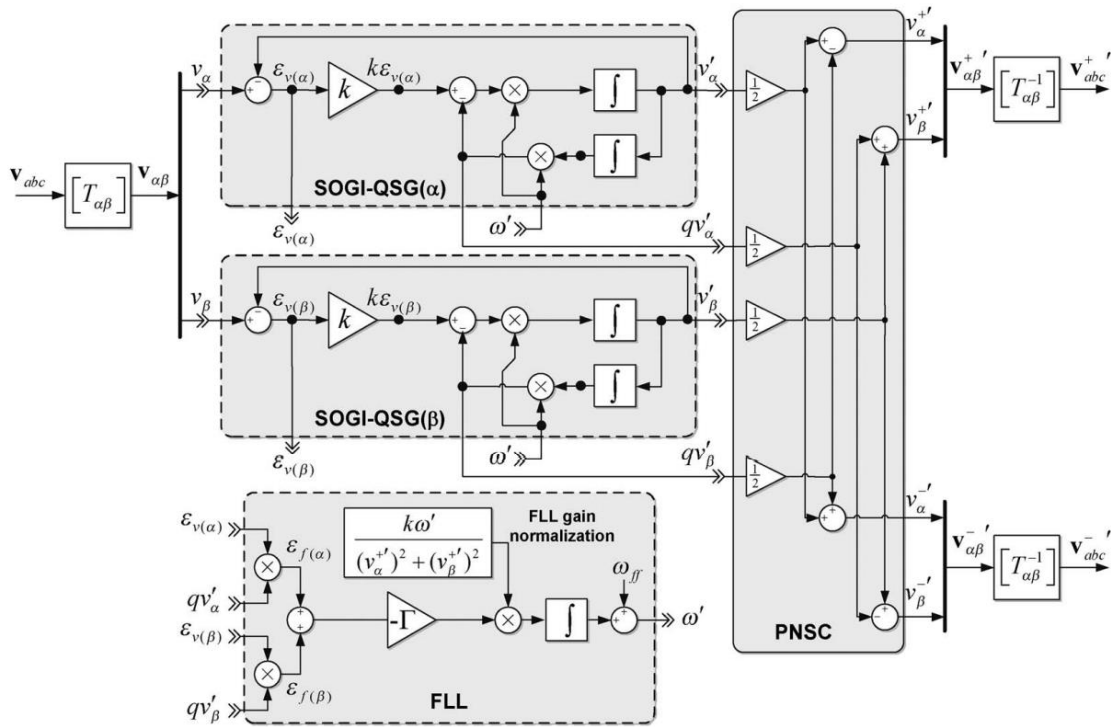 v_α
ε_v(α)
k
kε_v(α)
∫
∫
v'_α
SOGI-QSG(α)
ε_v(α)
ω'
qv'_α
v_abc
[T_αβ]
v_αβ
v_β
ε_v(β)
k
kε_v(β)
∫
∫
v'_β
SOGI-QSG(β)
ε_v(β)
ω'
qv'_β
1/2
1/2
1/2
1/2
PNSC
v_α^+'
v_β^+'
v_αβ^+'
[T_αβ^-1]
v_abc^+'
v_α^-'
v_β^-'
v_αβ^-'
[T_αβ^-1]
v_abc^-'
ε_v(α)
qv'_α
ε_v(β)
qv'_β
ε_f(α)
ε_f(β)
kω'
(v_α^+')^2 + (v_β^+')^2
FLL gain
normalization
-Γ
∫
ω_ff
ω'
FLL